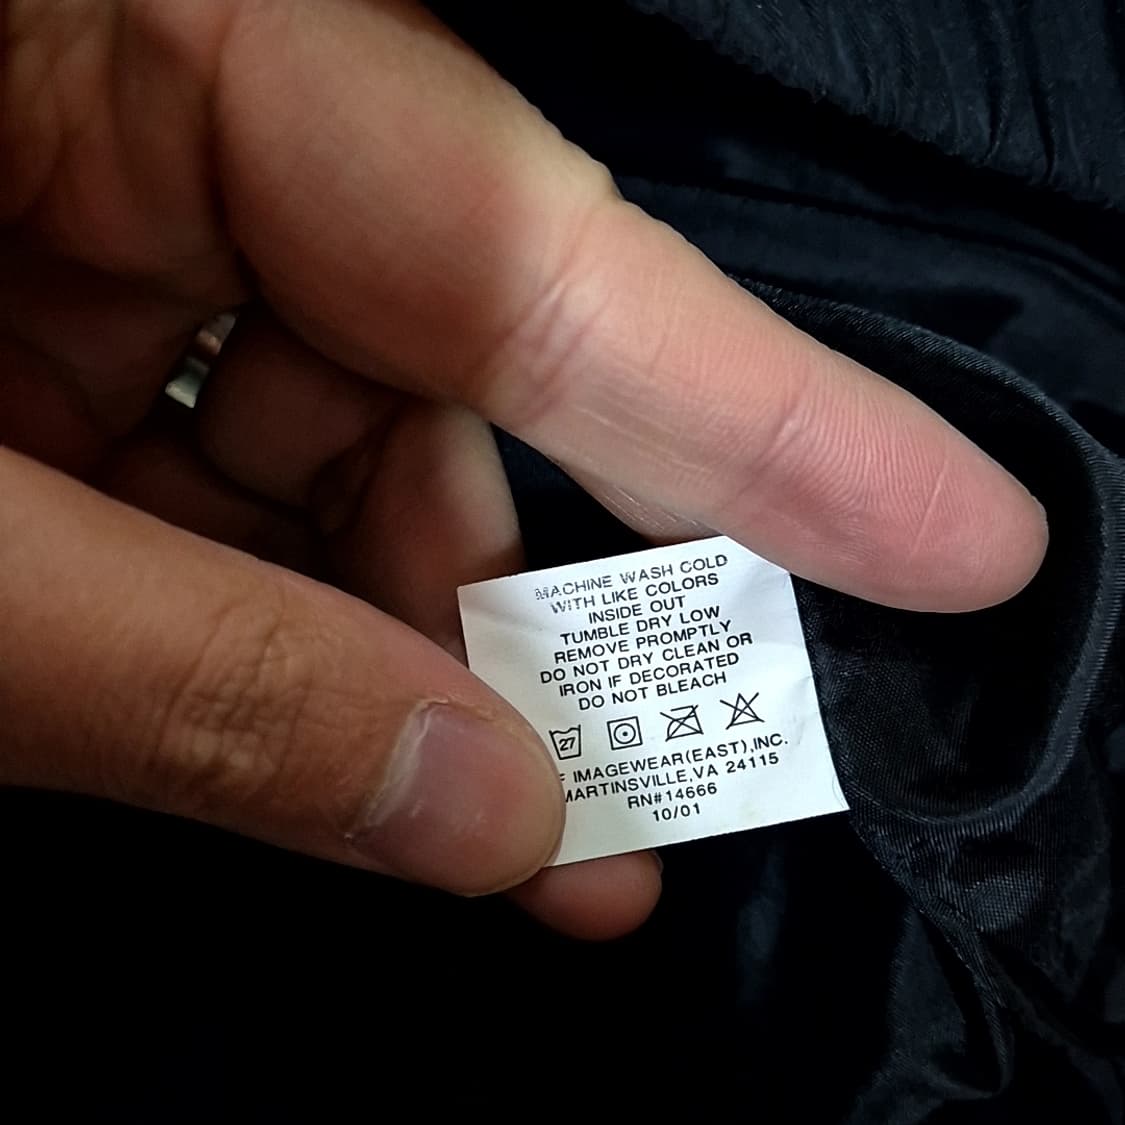 MACHINE WASH COLD
WITH LIKE COLORS
INSIDE OUT
TUMBLE DRY LOW
REMOVE PROMPTLY
DO NOT DRY CLEAN OR
IRON IF DECORATED
DO NOT BLEACH
27
F IMAGEWEAR(EAST),INC.
MARTINSVILLE,VA 24115
RN#14666
10/01